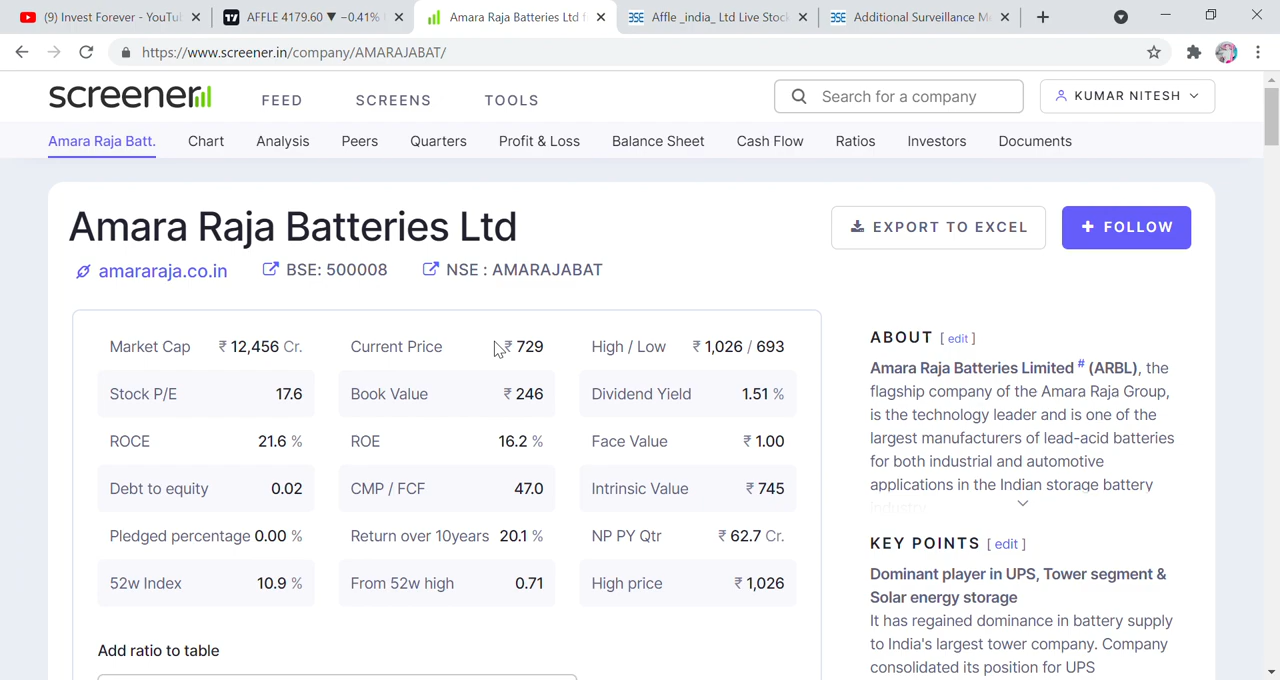 (9) Invest Forever - YouTu
AFFLE 4179.60 ▼ −0.41%
Amara Raja Batteries Ltd f
Affle _india_ Ltd Live Stock
Additional Surveillance M
https://www.screener.in/company/AMARAJABAT/
screener
FEED
SCREENS
TOOLS
Search for a company
KUMAR NITESH
Amara Raja Batt.
Chart
Analysis
Peers
Quarters
Profit & Loss
Balance Sheet
Cash Flow
Ratios
Investors
Documents
Amara Raja Batteries Ltd
EXPORT TO EXCEL
+ FOLLOW
amararaja.co.in
BSE: 500008
NSE : AMARAJABAT
Market Cap ₹ 12,456 Cr.
Current Price ₹ 729
High / Low ₹ 1,026 / 693
Stock P/E 17.6
Book Value ₹ 246
Dividend Yield 1.51 %
ROCE 21.6 %
ROE 16.2 %
Face Value ₹ 1.00
Debt to equity 0.02
CMP / FCF 47.0
Intrinsic Value ₹ 745
Pledged percentage 0.00 %
Return over 10years 20.1 %
NP PY Qtr ₹ 62.7 Cr.
52w Index 10.9 %
From 52w high 0.71
High price ₹ 1,026
Add ratio to table
ABOUT [ edit ]
Amara Raja Batteries Limited # (ARBL), the
flagship company of the Amara Raja Group,
is the technology leader and is one of the
largest manufacturers of lead-acid batteries
for both industrial and automotive
applications in the Indian storage battery
industry.
KEY POINTS [ edit ]
Dominant player in UPS, Tower segment &
Solar energy storage
It has regained dominance in battery supply
to India's largest tower company. Company
consolidated its position for UPS